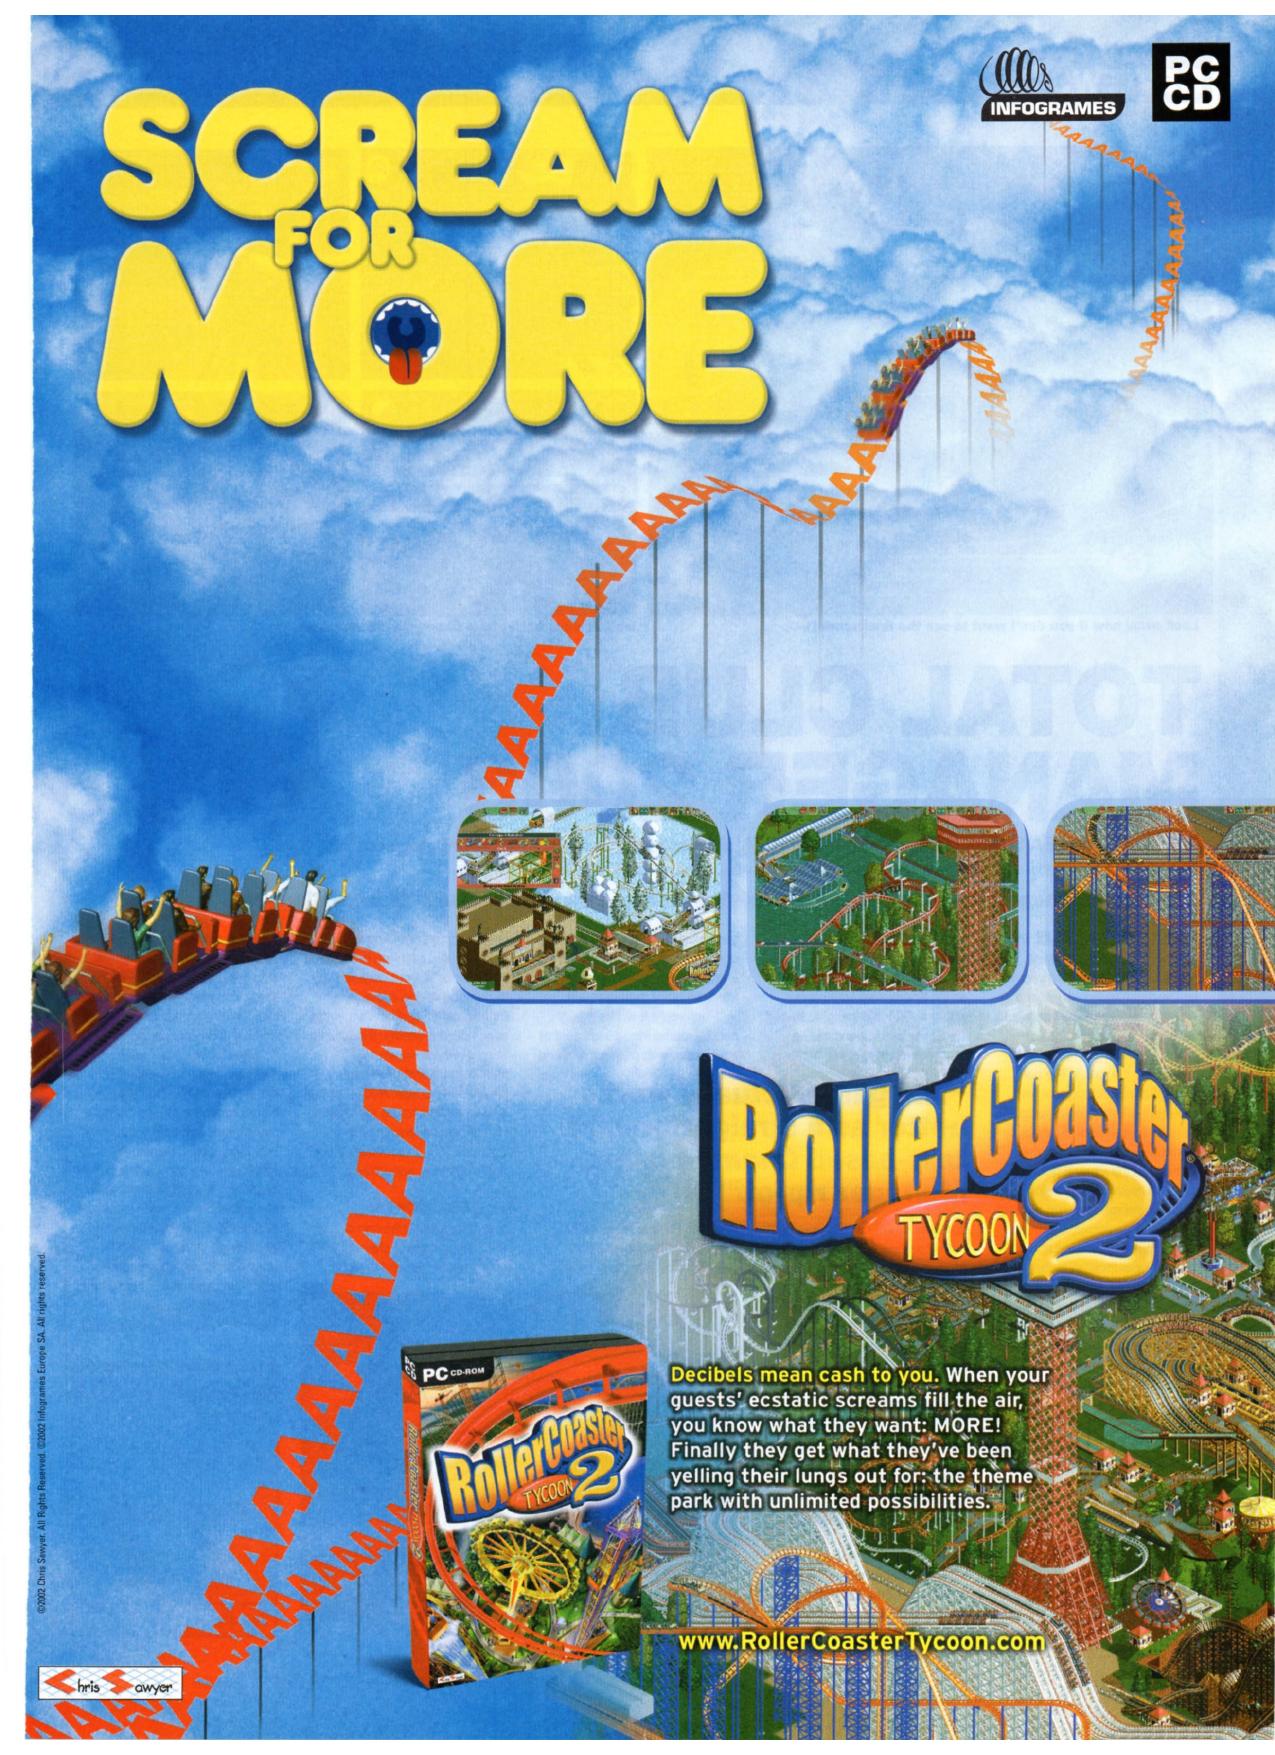 SCREAM
FOR
MORE
INFOGRAMES
PC
CD
RollerCoaster®
TYCOON 2
PC CD-ROM
RollerCoaster
TYCOON 2
Decibels mean cash to you. When your
guests' ecstatic screams fill the air,
you know what they want: MORE!
Finally they get what they've been
yelling their lungs out for: the theme
park with unlimited possibilities.
www.RollerCoasterTycoon.com
©2002 Chris Sawyer. All Rights Reserved. ©2002 Infogrames Europe SA. All rights reserved.
Chris Sawyer